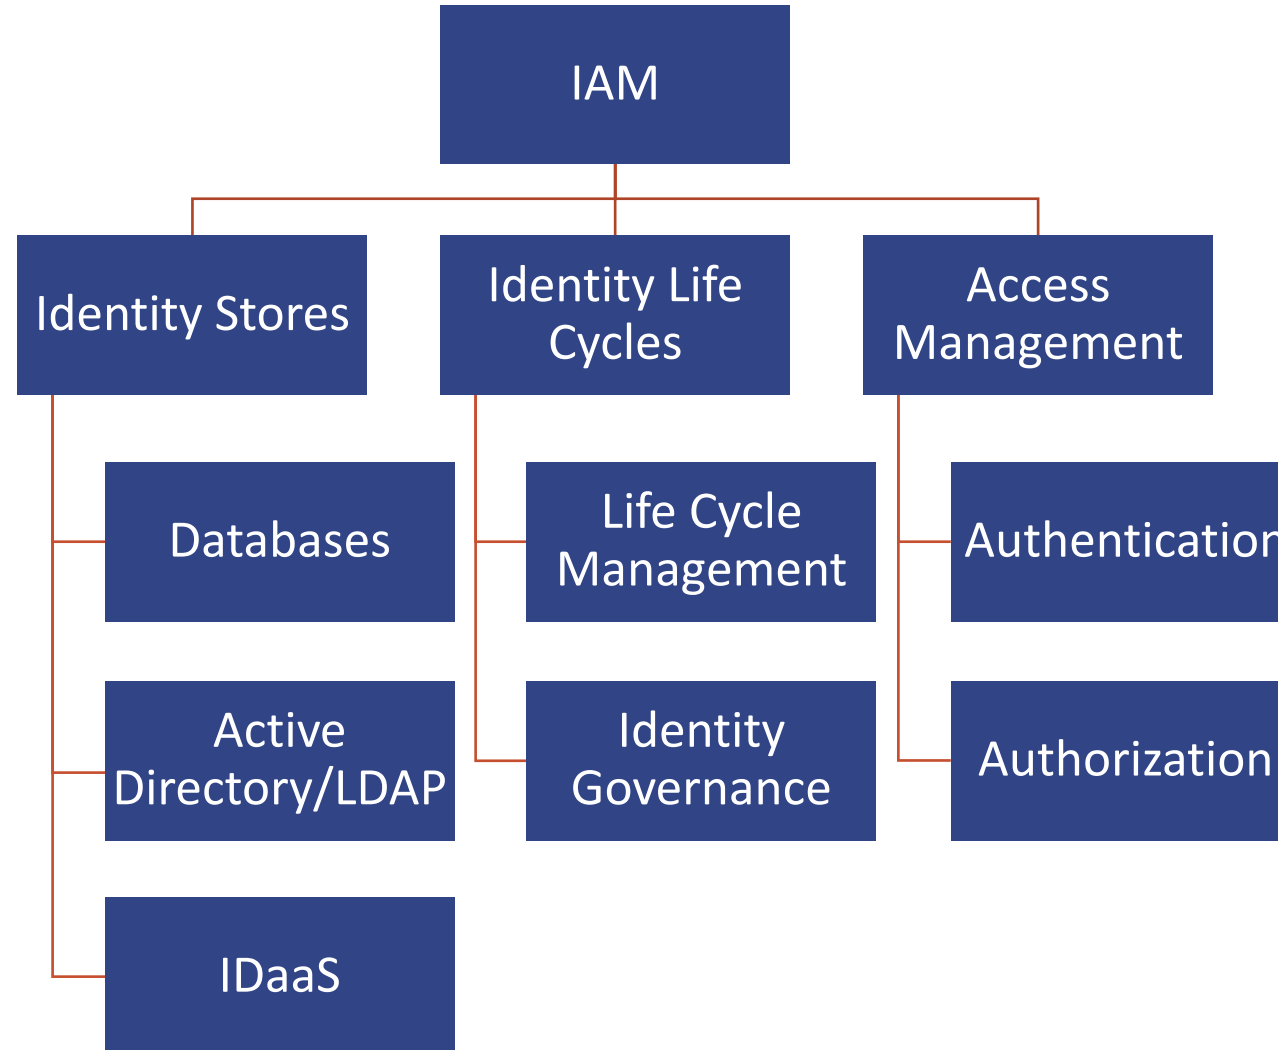 IAM
Identity Stores
Identity Life
Cycles
Access
Management
Databases
Life Cycle
Management
Authentication
Active
Directory/LDAP
Identity
Governance
Authorization
IDaaS